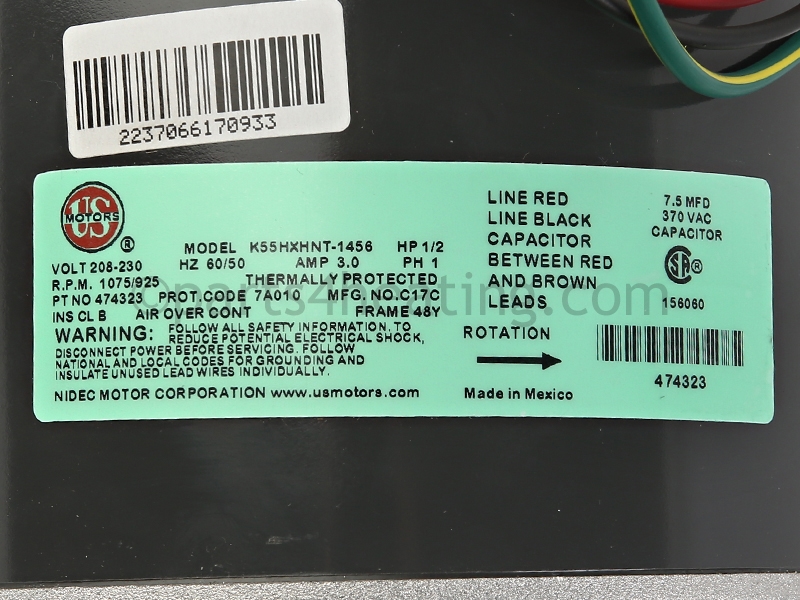 2237066170933
US
MOTORS
®
MODEL K55HXHNT-1456 HP 1/2
VOLT 208-230 HZ 60/50 AMP 3.0 PH 1
R.P.M. 1075/925 THERMALLY PROTECTED
PT NO 474323 PROT.CODE 7A010 MFG. NO.C17C
INS CL B AIR OVER CONT FRAME 48Y
WARNING: FOLLOW ALL SAFETY INFORMATION. TO
REDUCE POTENTIAL ELECTRICAL SHOCK,
DISCONNECT POWER BEFORE SERVICING. FOLLOW
NATIONAL AND LOCAL CODES FOR GROUNDING AND
INSULATE UNUSED LEAD WIRES INDIVIDUALLY.
NIDEC MOTOR CORPORATION www.usmotors.com
LINE RED
LINE BLACK
CAPACITOR
BETWEEN RED
AND BROWN
LEADS
7.5 MFD
370 VAC
CAPACITOR
SA ®
156060
ROTATION
474323
Made in Mexico
©parts4heating.com